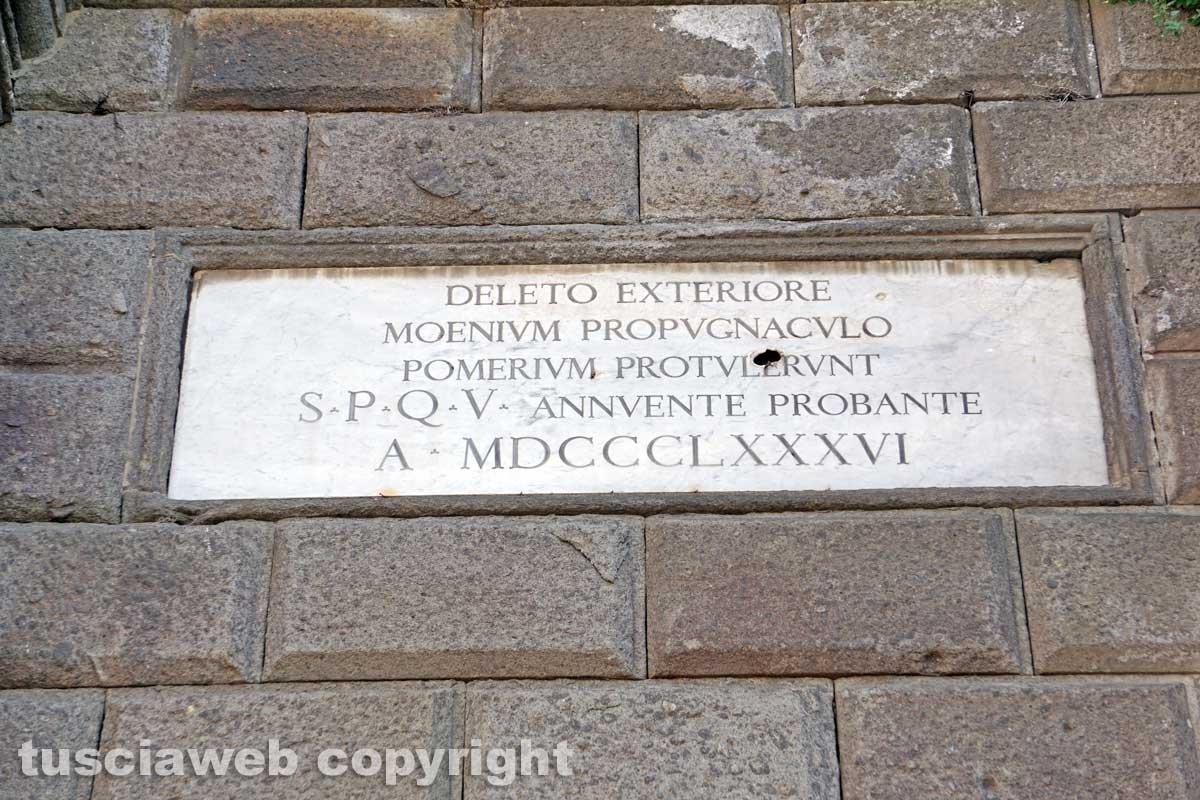 DELETO EXTERIORE
MOENIVM PROPVGNACVLO
POMERIVM PROTVLERVNT
S·P·Q·V· ANNVENTE PROBANTE
A · MDCCCLXXXVI
tusciaweb copyright